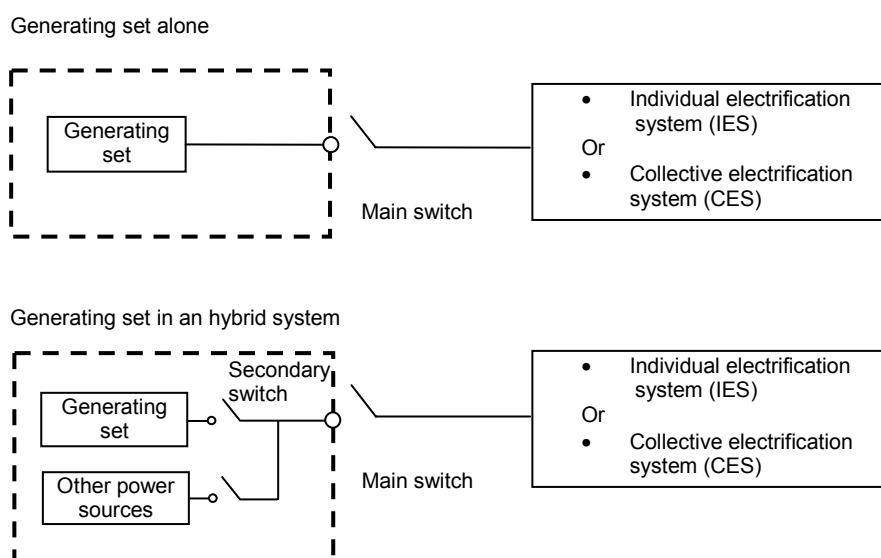 Generating set alone
Generating
set
Main switch
• Individual electrification
system (IES)
Or
• Collective electrification
system (CES)
Generating set in an hybrid system
Secondary
switch
Generating
set
Other power
sources
Main switch
• Individual electrification
system (IES)
Or
• Collective electrification
system (CES)